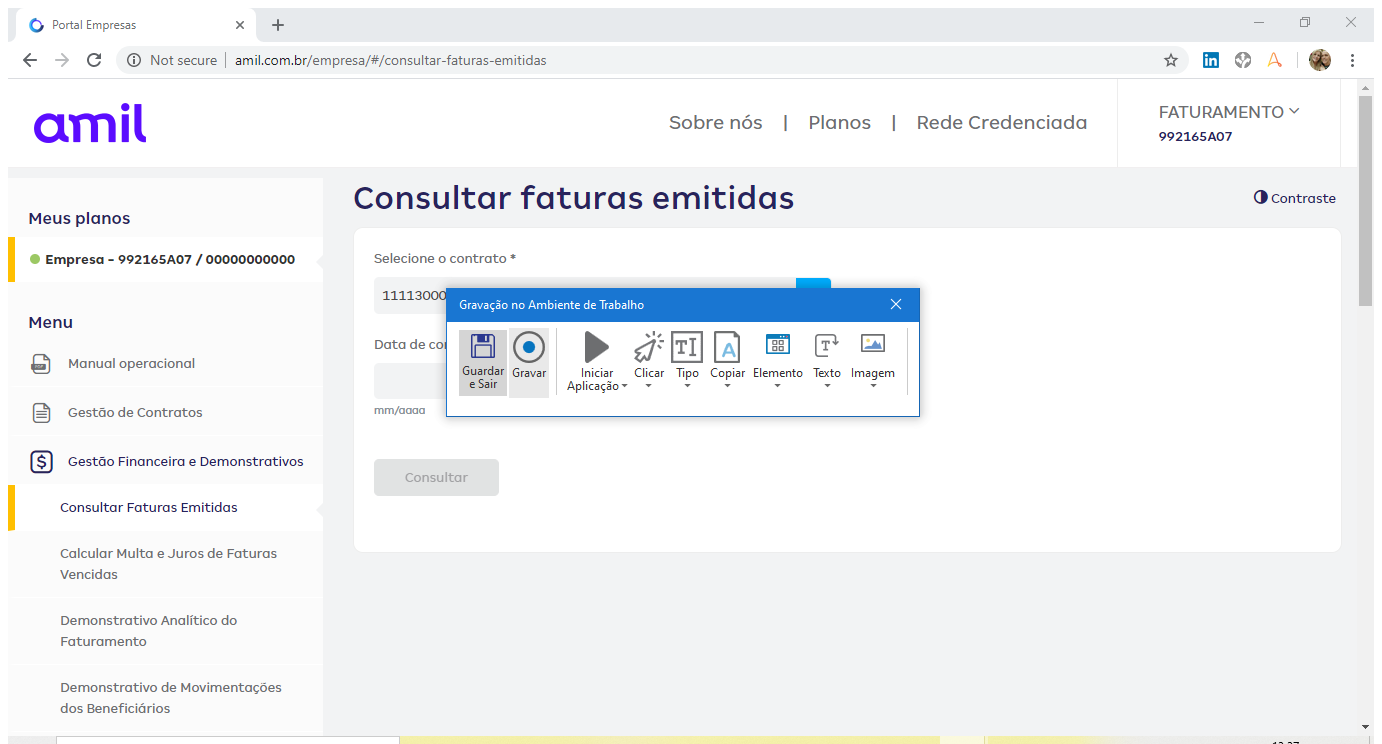 Portal Empresas
Not secure | amil.com.br/empresa/#/consultar-faturas-emitidas
amil
Sobre nós | Planos | Rede Credenciada
FATURAMENTO
992165A07
Meus planos
Empresa - 992165A07 / 00000000000
Menu
Manual operacional
Gestão de Contratos
Gestão Financeira e Demonstrativos
Consultar Faturas Emitidas
Calcular Multa e Juros de Faturas
Vencidas
Demonstrativo Analítico do
Faturamento
Demonstrativo de Movimentações
dos Beneficiários
Consultar faturas emitidas
Contraste
Selecione o contrato *
11113000
Data de
mm/aaaa
Consultar
Gravação no Ambiente de Trabalho
Guardar
e Sair
Gravar
Iniciar
Aplicação
Clicar
Tipo
Copiar
Elemento
Texto
Imagem